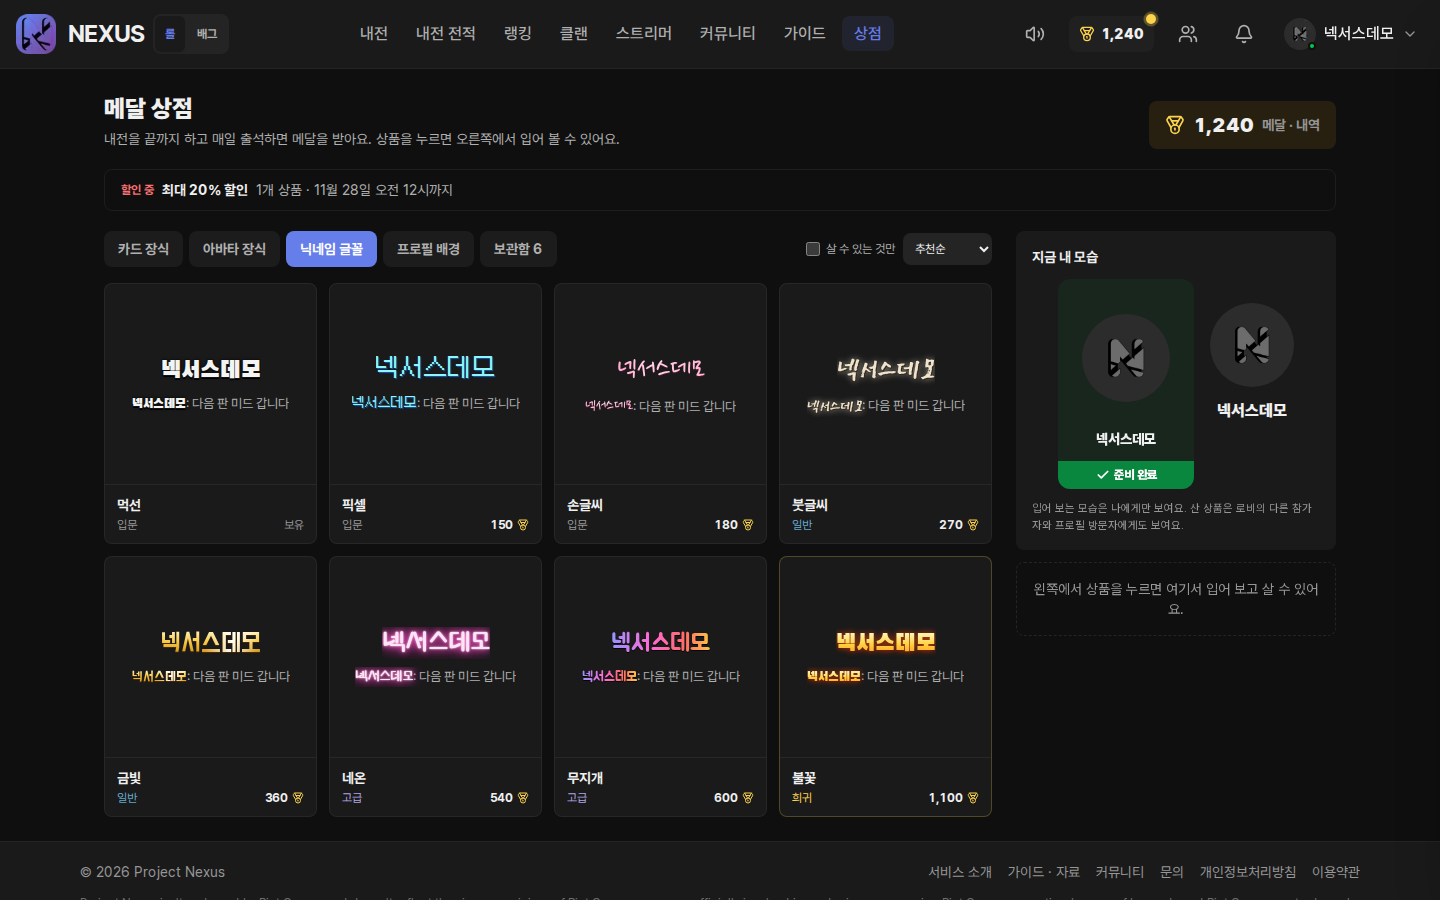 NEXUS 롤 배그 내전 내전 전적 랭킹 클랜 스트리머 커뮤니티 가이드 상점 1,240 넥서스데모
메달 상점
내전을 끝까지 하고 매일 출석하면 메달을 받아요. 상품을 누르면 오른쪽에서 입어 볼 수 있어요.
1,240 메달 · 내역
할인 중 최대 20% 할인 1개 상품 · 11월 28일 오전 12시까지
카드 장식 아바타 장식 닉네임 글꼴 프로필 배경 보관함 6
살 수 있는 것만 추천순
넥서스데모
넥서스데모: 다음 판 미드 갑니다
먹선
입문 보유
넥서스데모
넥서스데모: 다음 판 미드 갑니다
픽셀
입문 150
넥서스데모
넥서스데모: 다음 판 미드 갑니다
손글씨
입문 180
넥서스데모
넥서스데모: 다음 판 미드 갑니다
붓글씨
일반 270
넥서스데모
넥서스데모: 다음 판 미드 갑니다
금빛
일반 360
넥서스데모
넥서스데모: 다음 판 미드 갑니다
네온
고급 540
넥서스데모
넥서스데모: 다음 판 미드 갑니다
무지개
고급 600
넥서스데모
넥서스데모: 다음 판 미드 갑니다
불꽃
희귀 1,100
지금 내 모습
넥서스데모
넥서스데모
준비 완료
입어 보는 모습은 나에게만 보여요. 산 상품은 로비의 다른 참가
자와 프로필 방문자에게도 보여요.
왼쪽에서 상품을 누르면 여기서 입어 보고 살 수 있어
요.
© 2026 Project Nexus
서비스 소개 가이드 · 자료 커뮤니티 문의 개인정보처리방침 이용약관